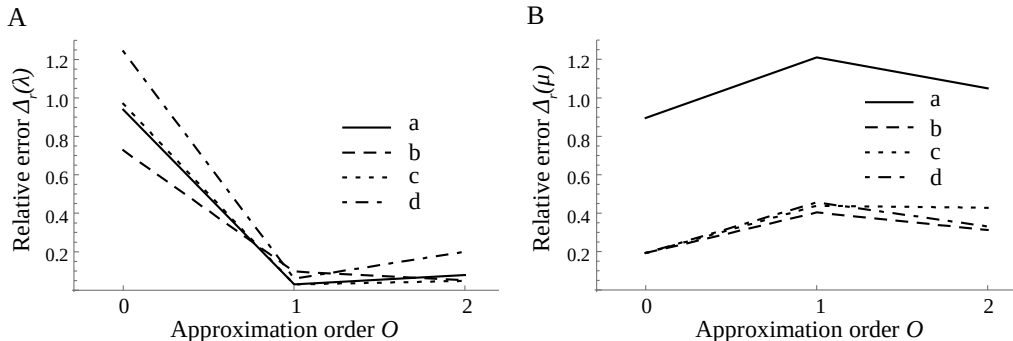 A
Relative error Δr(λ)
1.2
1.0
0.8
0.6
0.4
0.2
0
1
2
Approximation order O
a
b
c
d
B
Relative error Δr(μ)
1.2
1.0
0.8
0.6
0.4
0.2
0
1
2
Approximation order O
a
b
c
d